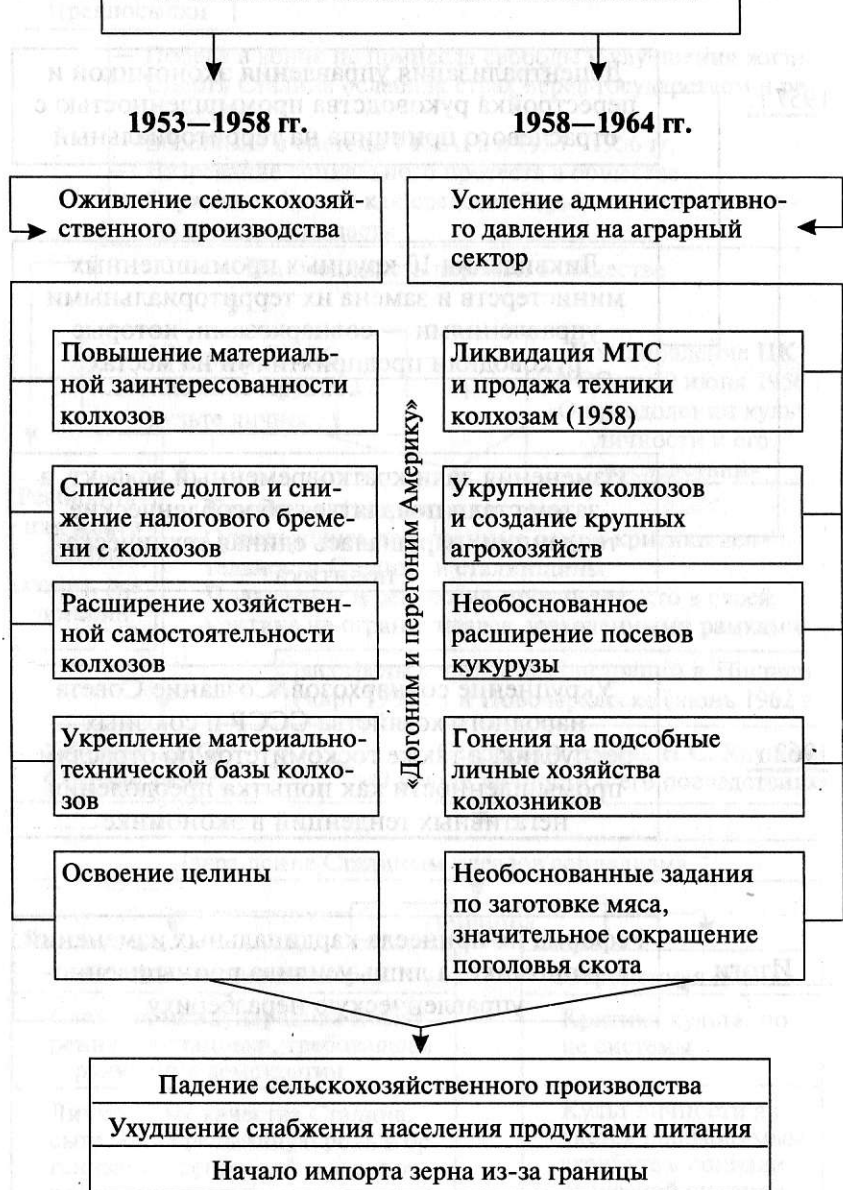 1953—1958 гг.
1958—1964 гг.
Оживление сельскохозяй-
ственного производства
Усиление административно-
го давления на аграрный
сектор
Повышение материаль-
ной заинтересованности
колхозов
Списание долгов и сни-
жение налогового бреме-
ни с колхозов
Расширение хозяйствен-
ной самостоятельности
колхозов
Укрепление материально-
технической базы колхо-
зов
Освоение целины
«Догоним и перегоним Америку»
Ликвидация МТС
и продажа техники
колхозам (1958)
Укрупнение колхозов
и создание крупных
агрохозяйств
Необоснованное
расширение посевов
кукурузы
Гонения на подсобные
личные хозяйства
колхозников
Необоснованные задания
по заготовке мяса,
значительное сокращение
поголовья скота
Падение сельскохозяйственного производства
Ухудшение снабжения населения продуктами питания
Начало импорта зерна из-за границы